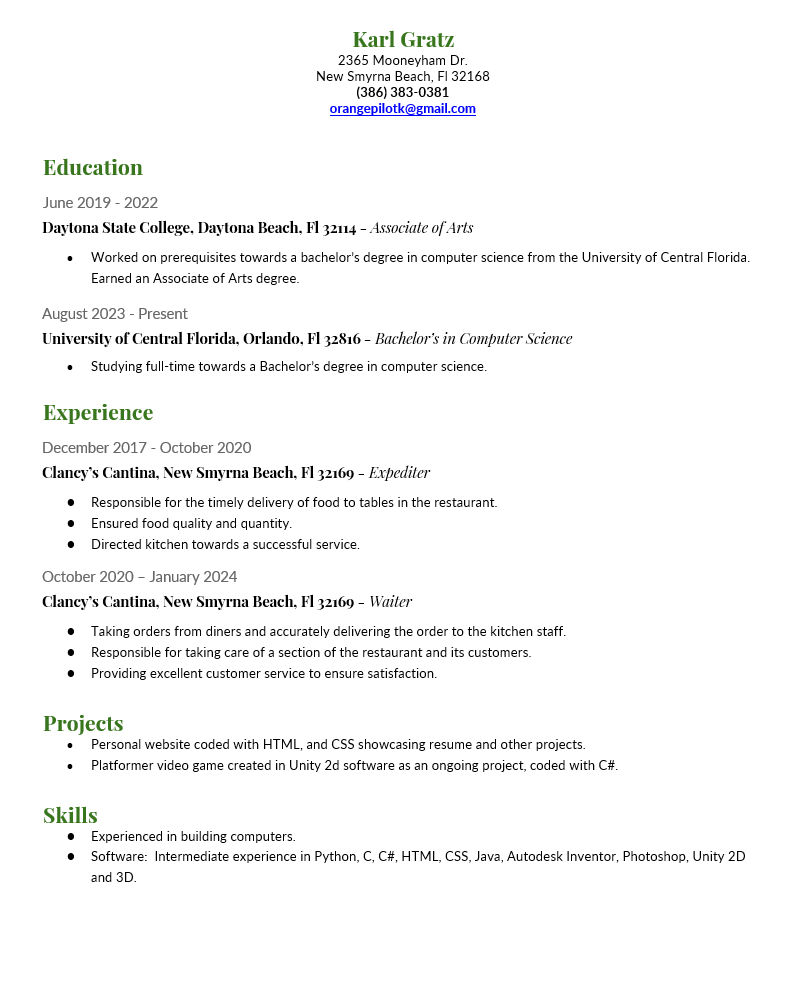 Karl Gratz
2365 Mooneyham Dr.
New Smyrna Beach, Fl 32168
(386) 383-0381
orangepilotk@gmail.com
Education
June 2019 - 2022
Daytona State College, Daytona Beach, Fl 32114 – Associate of Arts
● Worked on prerequisites towards a bachelor's degree in computer science from the University of Central Florida.
Earned an Associate of Arts degree.
August 2023 - Present
University of Central Florida, Orlando, Fl 32816 – Bachelor's in Computer Science
● Studying full-time towards a Bachelor's degree in computer science.
Experience
December 2017 - October 2020
Clancy's Cantina, New Smyrna Beach, Fl 32169 – Expediter
● Responsible for the timely delivery of food to tables in the restaurant.
● Ensured food quality and quantity.
● Directed kitchen towards a successful service.
October 2020 – January 2024
Clancy's Cantina, New Smyrna Beach, Fl 32169 – Waiter
● Taking orders from diners and accurately delivering the order to the kitchen staff.
● Responsible for taking care of a section of the restaurant and its customers.
● Providing excellent customer service to ensure satisfaction.
Projects
● Personal website coded with HTML, and CSS showcasing resume and other projects.
● Platformer video game created in Unity 2d software as an ongoing project, coded with C#.
Skills
● Experienced in building computers.
● Software:  Intermediate experience in Python, C, C#, HTML, CSS, Java, Autodesk Inventor, Photoshop, Unity 2D
and 3D.